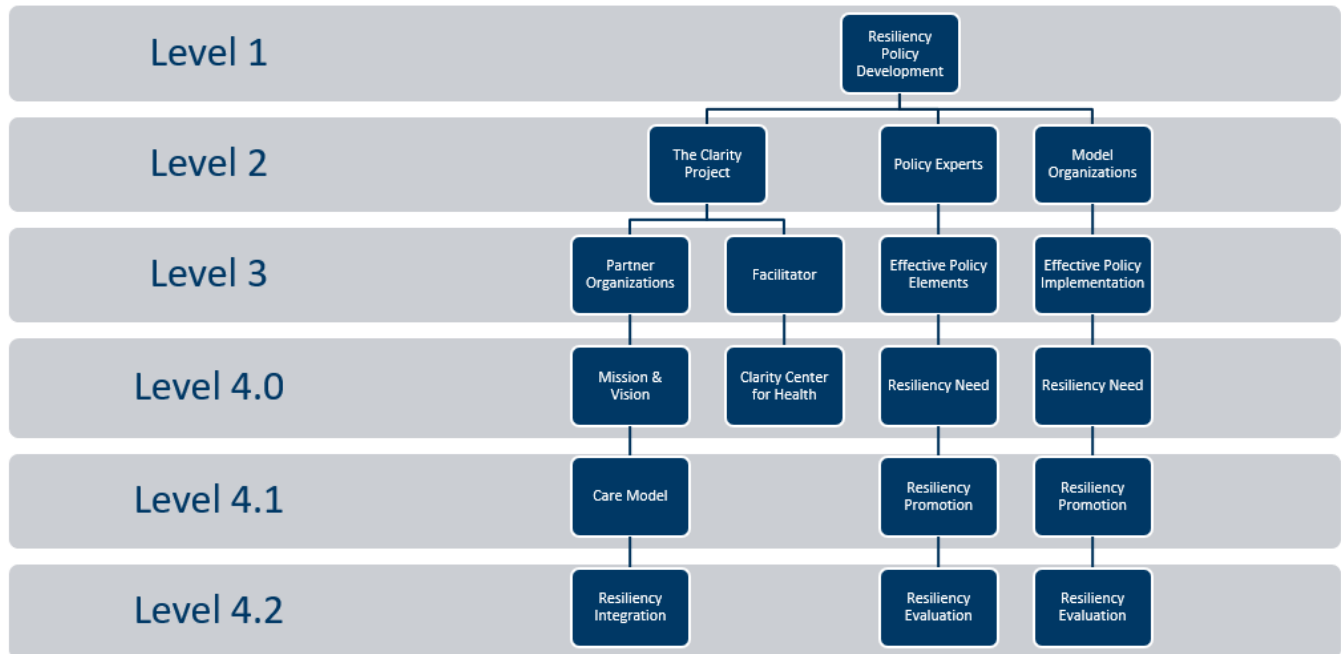 Level 1
Resiliency
Policy
Development
Level 2
The Clarity
Project
Policy Experts
Model
Organizations
Level 3
Partner
Organizations
Facilitator
Effective Policy
Elements
Effective Policy
Implementation
Level 4.0
Mission &
Vision
Clarity Center
for Health
Resiliency Need
Resiliency Need
Level 4.1
Care Model
Resiliency
Promotion
Resiliency
Promotion
Level 4.2
Resiliency
Integration
Resiliency
Evaluation
Resiliency
Evaluation